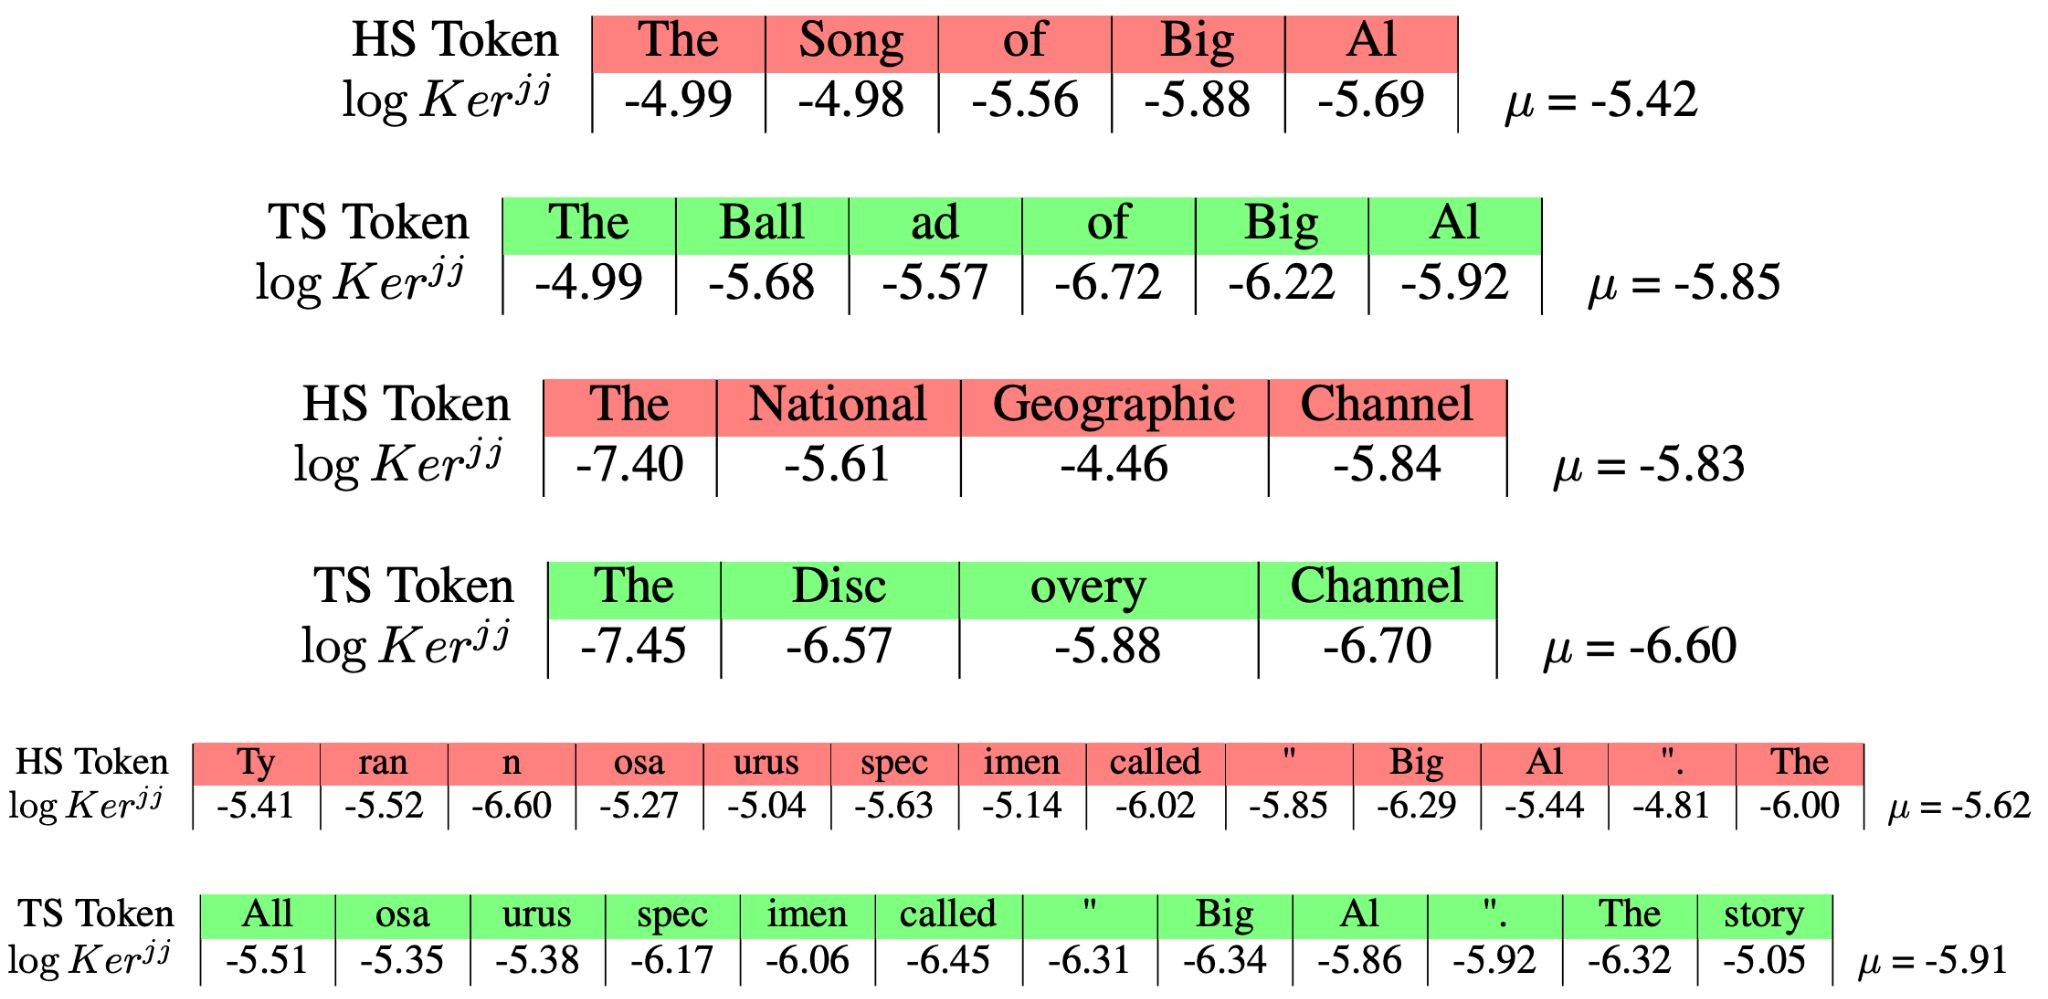 HS Token The Song of Big Al
log Ker^jj -4.99 -4.98 -5.56 -5.88 -5.69 μ = -5.42
TS Token The Ball ad of Big Al
log Ker^jj -4.99 -5.68 -5.57 -6.72 -6.22 -5.92 μ = -5.85
HS Token The National Geographic Channel
log Ker^jj -7.40 -5.61 -4.46 -5.84 μ = -5.83
TS Token The Disc overy Channel
log Ker^jj -7.45 -6.57 -5.88 -6.70 μ = -6.60
HS Token Ty ran n osa urus spec imen called " Big Al ". The
log Ker^jj -5.41 -5.52 -6.60 -5.27 -5.04 -5.63 -5.14 -6.02 -5.85 -6.29 -5.44 -4.81 -6.00 μ = -5.62
TS Token All osa urus spec imen called " Big Al ". The story
log Ker^jj -5.51 -5.35 -5.38 -6.17 -6.06 -6.45 -6.31 -6.34 -5.86 -5.92 -6.32 -5.05 μ = -5.91